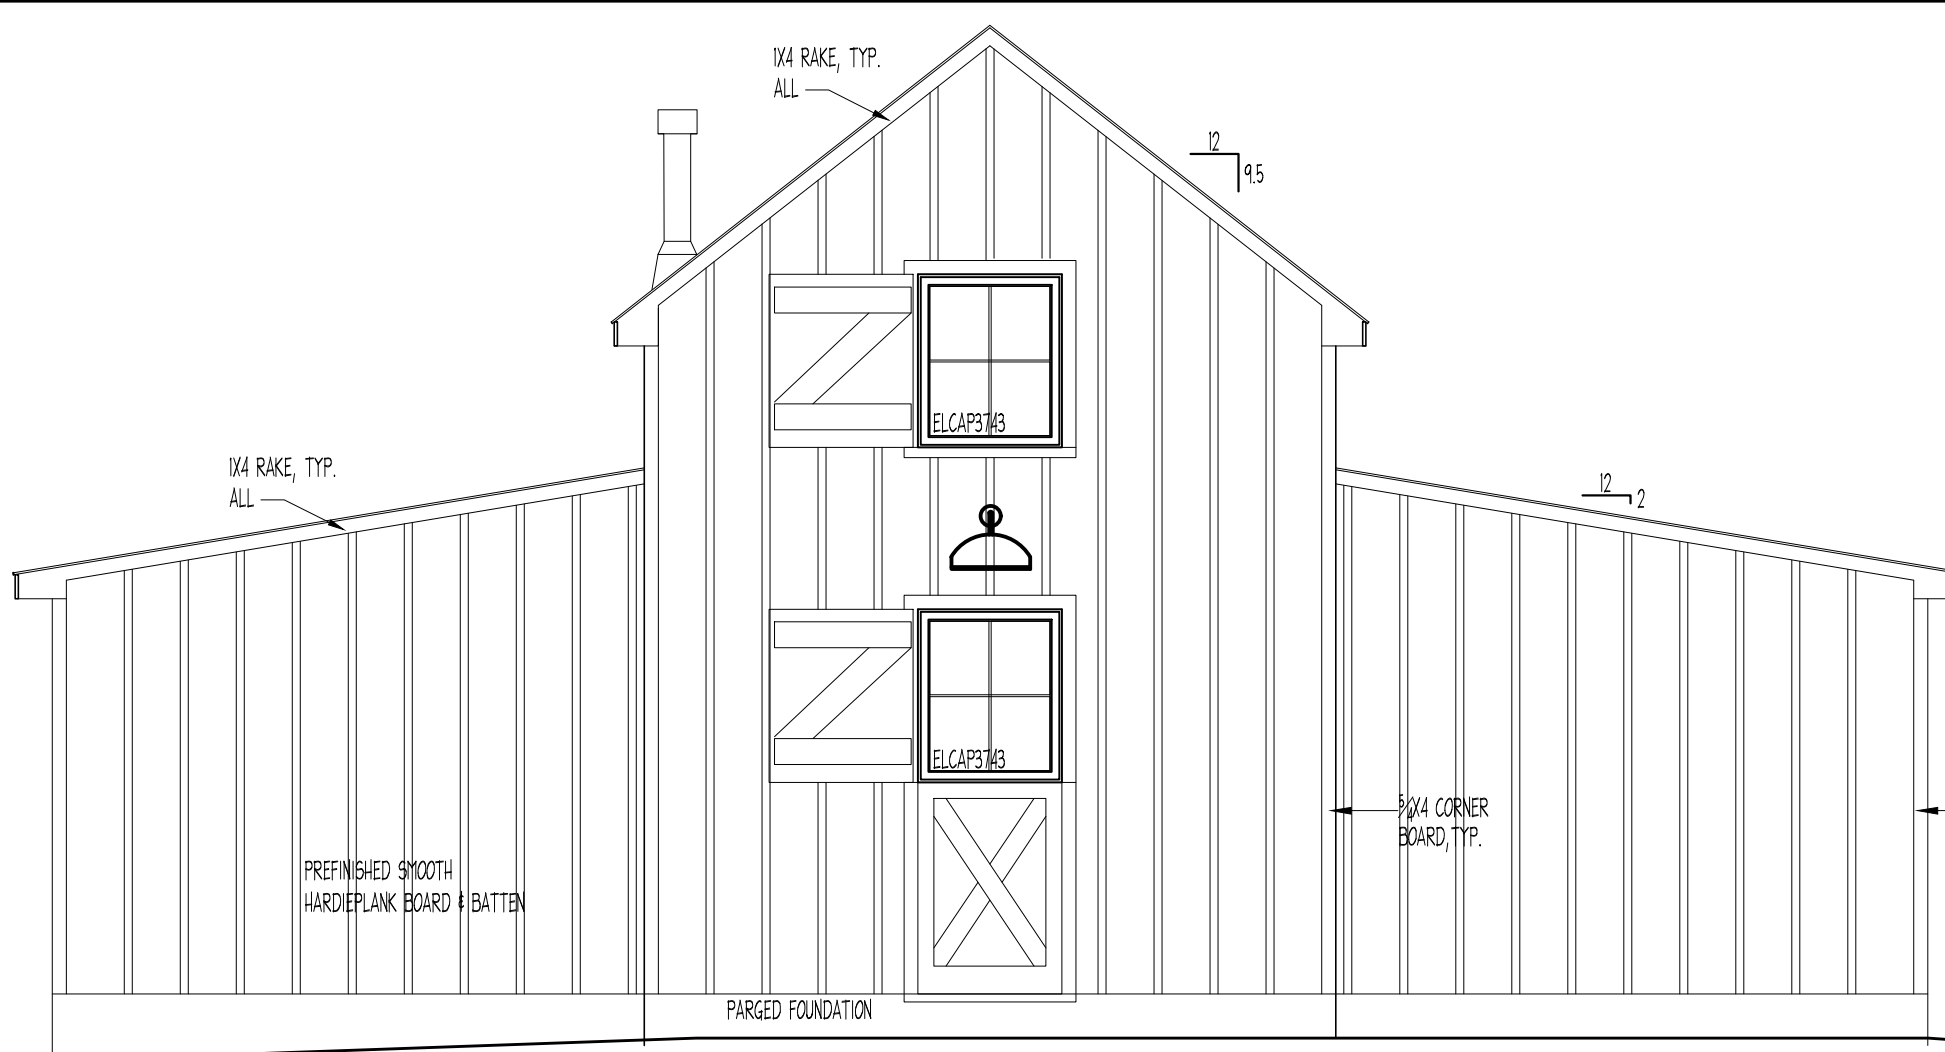 1X4 RAKE, TYP.
ALL
12
9.5
ELCAP3743
1X4 RAKE, TYP.
ALL
12
2
ELCAP3743
5/4X4 CORNER
BOARD, TYP.
PREFINISHED SMOOTH
HARDIEPLANK BOARD & BATTEN
PARGED FOUNDATION